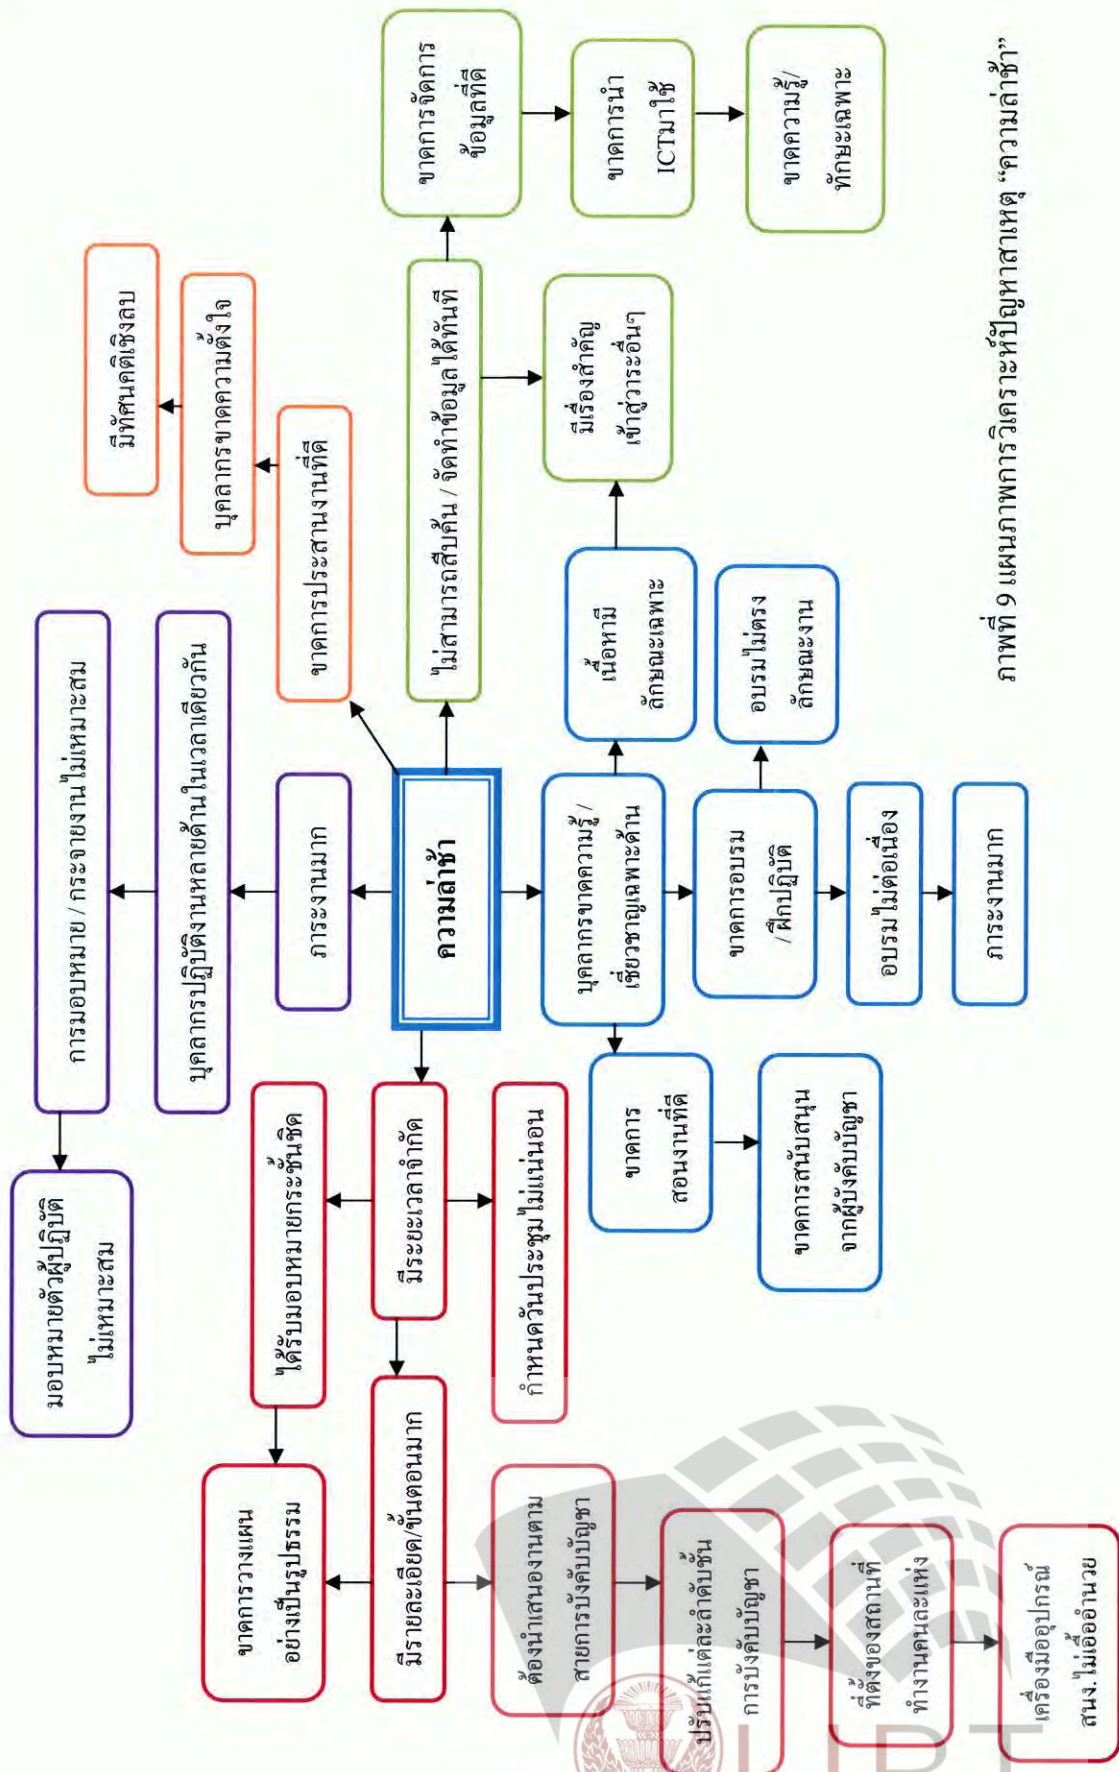 มอบหมายตัวผู้ปฏิบัติ
ไม่เหมาะสม
การมอบหมาย / กระจายงานไม่เหมาะสม
บุคลากรปฏิบัติงานหลายด้านในเวลาเดียวกัน
ภาระงานมาก
มีทัศนคติเชิงลบ
บุคลากรขาดความตั้งใจ
ขาดการประสานงานที่ดี
ความล่าช้า
ขาดการวางแผน
อย่างเป็นรูปธรรม
ได้รับมอบหมายกระชั้นชิด
มีรายละเอียด/ขั้นตอนมาก
มีระยะเวลาจำกัด
กำหนดวันประชุมไม่แน่นอน
ต้องนำเสนองานตาม
สายการบังคับบัญชา
ปรับแก้แต่ละลำดับชั้น
การบังคับบัญชา
ที่ตั้งของสถานที่
ทำงานคนละแห่ง
เครื่องมืออุปกรณ์
สนง. ไม่เอื้ออำนวย
ไม่สามารถสืบค้น / จัดทำข้อมูลได้ทันที
ขาดการจัดการ
ข้อมูลที่ดี
ขาดการนำ
ICTมาใช้
ขาดความรู้/
ทักษะเฉพาะ
มีเรื่องสำคัญ
เข้าสู่วาระอื่นๆ
บุคลากรขาดความรู้ /
เชี่ยวชาญเฉพาะด้าน
เนื้อหามี
ลักษณะเฉพาะ
ขาดการ
สอนงานที่ดี
ขาดการสนับสนุน
จากผู้บังคับบัญชา
ขาดการอบรม
/ ฝึกปฏิบัติ
อบรมไม่ตรง
ลักษณะงาน
อบรมไม่ต่อเนื่อง
ภาระงานมาก
ภาพที่ 9 แผนภาพการวิเคราะห์ปัญหาสาเหตุ “ความล่าช้า”
LIPT